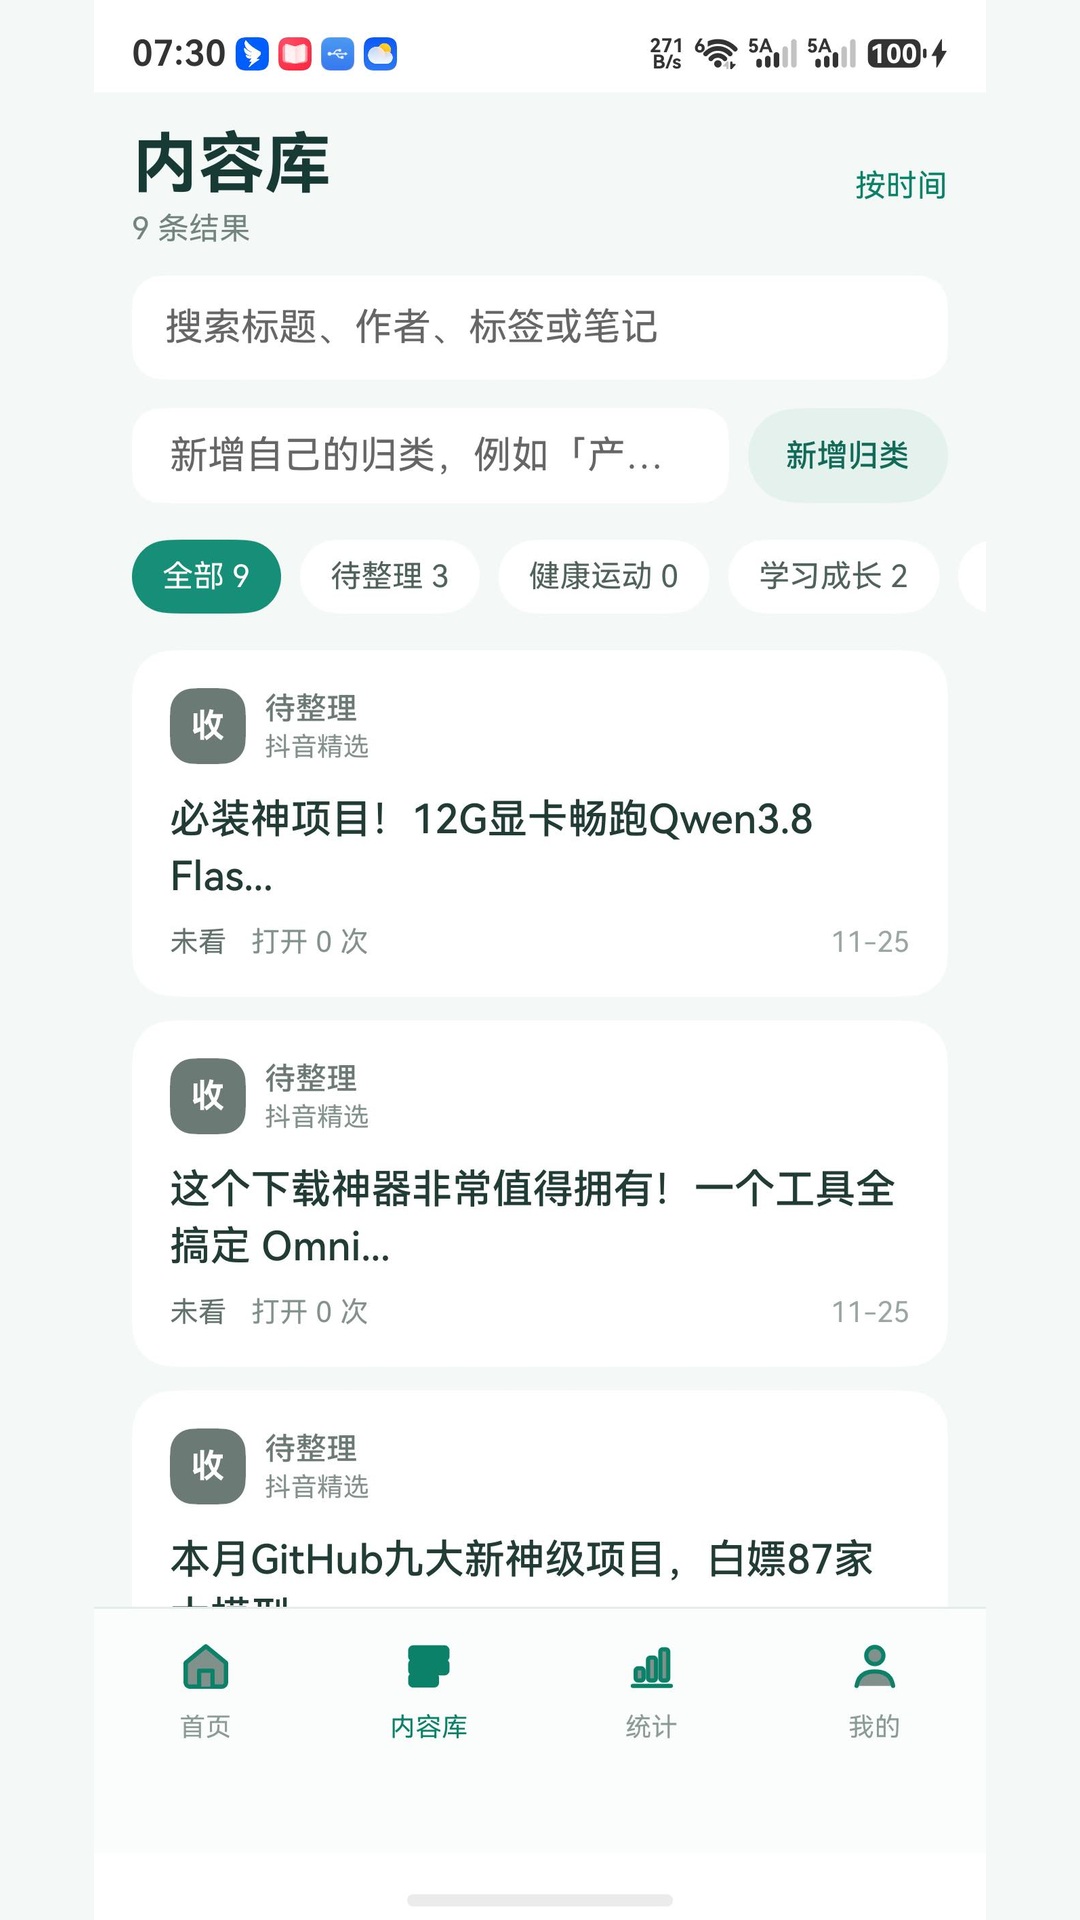 07:30 271 B/s 6 5A 5A 100
内容库
按时间
9 条结果
搜索标题、作者、标签或笔记
新增自己的归类，例如「产...
新增归类
全部 9 待整理 3 健康运动 0 学习成长 2
收 待整理
抖音精选
必装神项目！12G显卡畅跑Qwen3.8
Flas...
未看 打开 0 次 11-25
收 待整理
抖音精选
这个下载神器非常值得拥有！一个工具全
搞定 Omni...
未看 打开 0 次 11-25
收 待整理
抖音精选
本月GitHub九大新神级项目，白嫖87家
大模型
首页 内容库 统计 我的